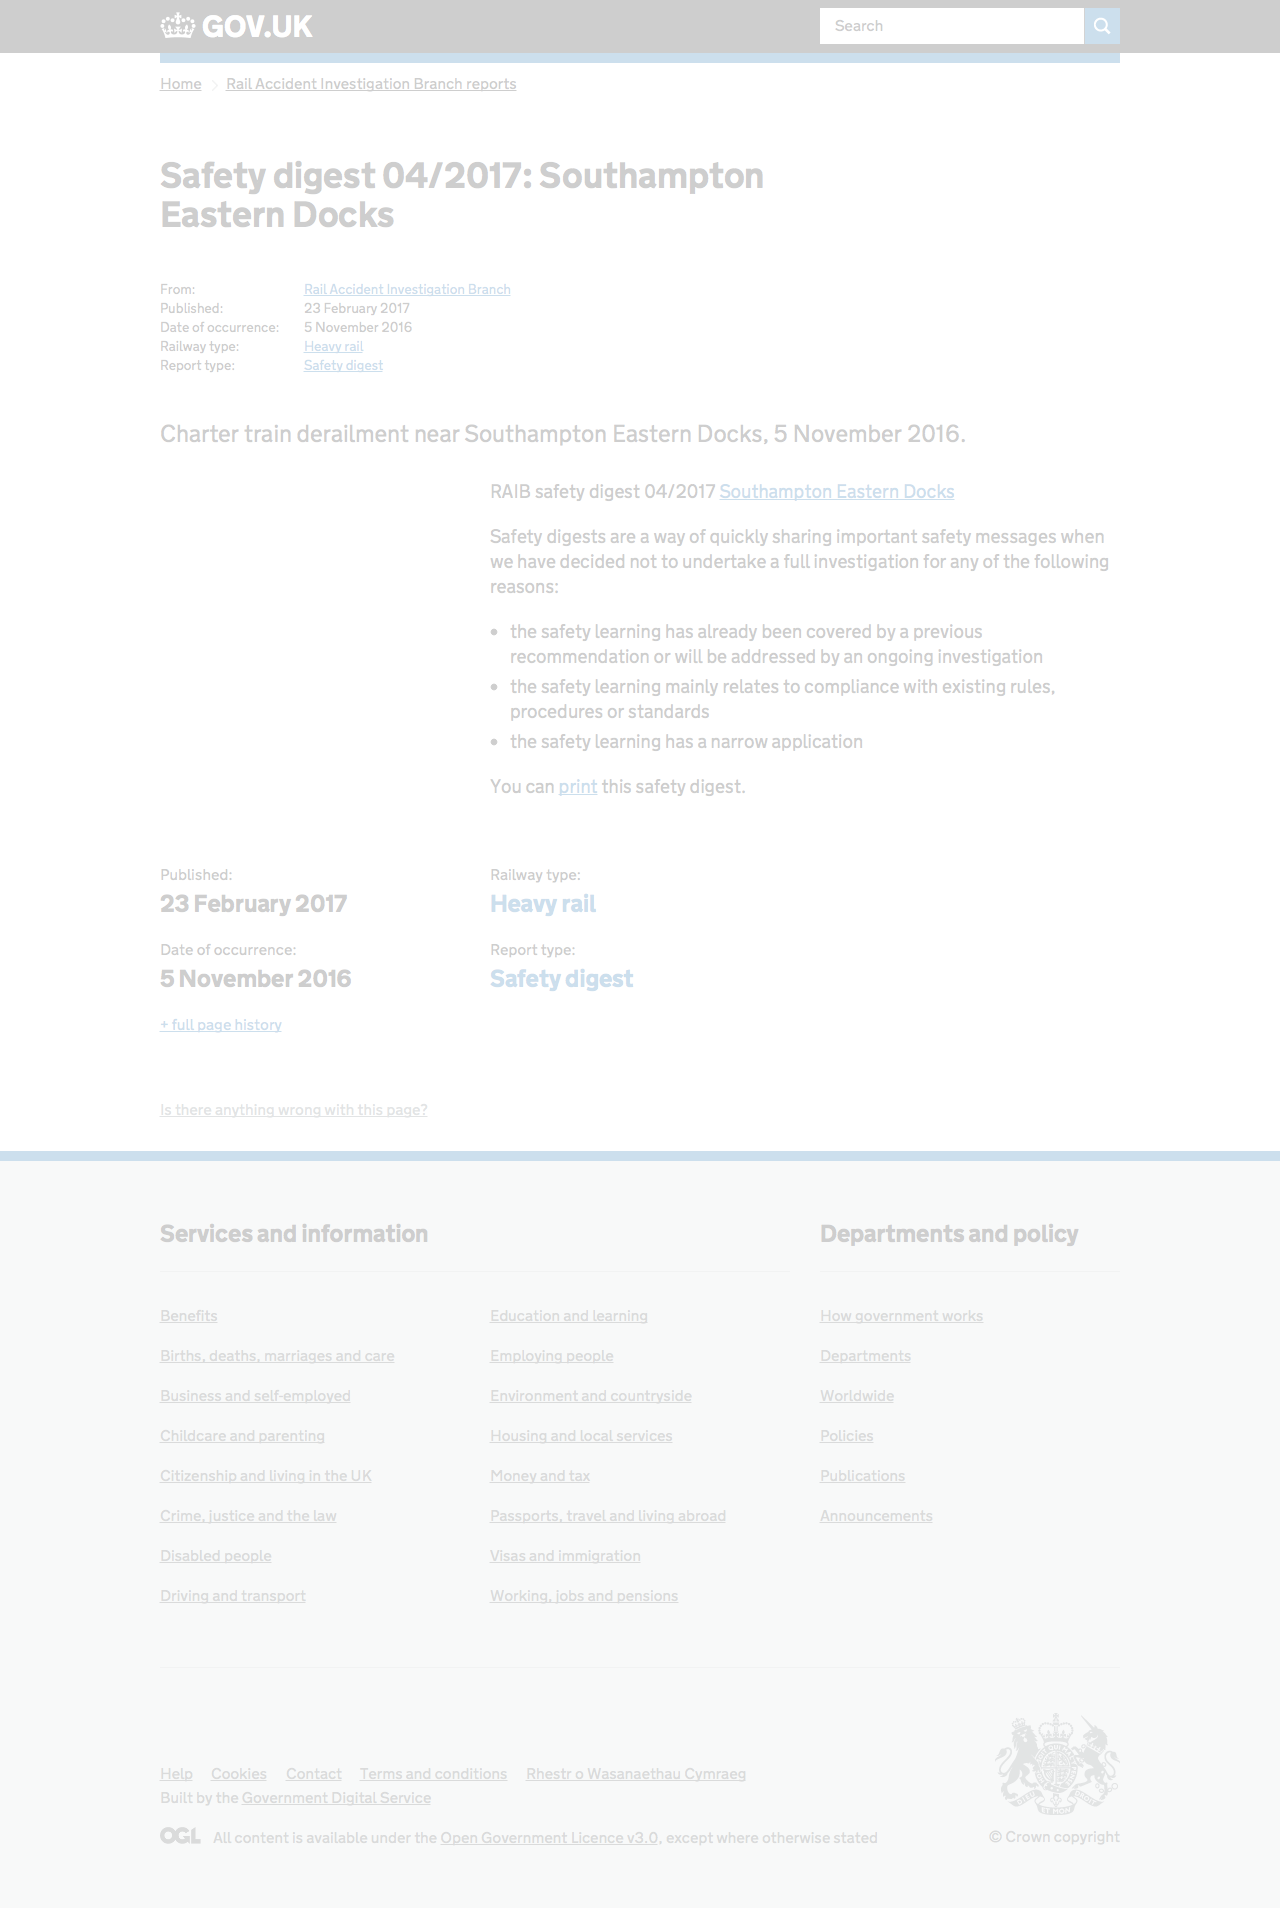 GOV.UK
Search
Home
Rail Accident Investigation Branch reports
Safety digest 04/2017: Southampton
Eastern Docks
From: Rail Accident Investigation Branch
Published: 23 February 2017
Date of occurrence: 5 November 2016
Railway type: Heavy rail
Report type: Safety digest
Charter train derailment near Southampton Eastern Docks, 5 November 2016.
RAIB safety digest 04/2017 Southampton Eastern Docks
Safety digests are a way of quickly sharing important safety messages when
we have decided not to undertake a full investigation for any of the following
reasons:
• the safety learning has already been covered by a previous
recommendation or will be addressed by an ongoing investigation
• the safety learning mainly relates to compliance with existing rules,
procedures or standards
• the safety learning has a narrow application
You can print this safety digest.
Published:
23 February 2017
Date of occurrence:
5 November 2016
+ full page history
Railway type:
Heavy rail
Report type:
Safety digest
Is there anything wrong with this page?
Services and information
Benefits
Births, deaths, marriages and care
Business and self-employed
Childcare and parenting
Citizenship and living in the UK
Crime, justice and the law
Disabled people
Driving and transport
Education and learning
Employing people
Environment and countryside
Housing and local services
Money and tax
Passports, travel and living abroad
Visas and immigration
Working, jobs and pensions
Departments and policy
How government works
Departments
Worldwide
Policies
Publications
Announcements
Help Cookies Contact Terms and conditions Rhestr o Wasanaethau Cymraeg
Built by the Government Digital Service
OGL All content is available under the Open Government Licence v3.0, except where otherwise stated
© Crown copyright